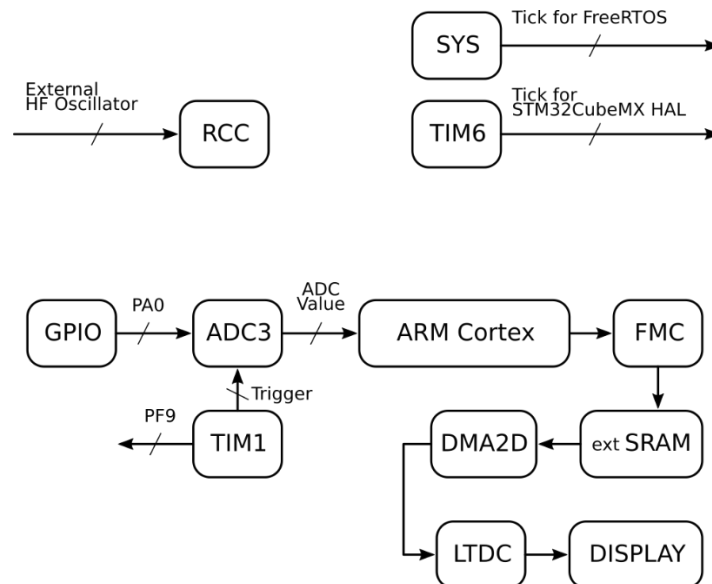 Tick for FreeRTOS
SYS
External
HF Oscillator
RCC
Tick for
STM32CubeMX HAL
TIM6
ADC
Value
PA0
GPIO
ADC3
ARM Cortex
FMC
Trigger
PF9
TIM1
DMA2D
ext SRAM
LTDC
DISPLAY